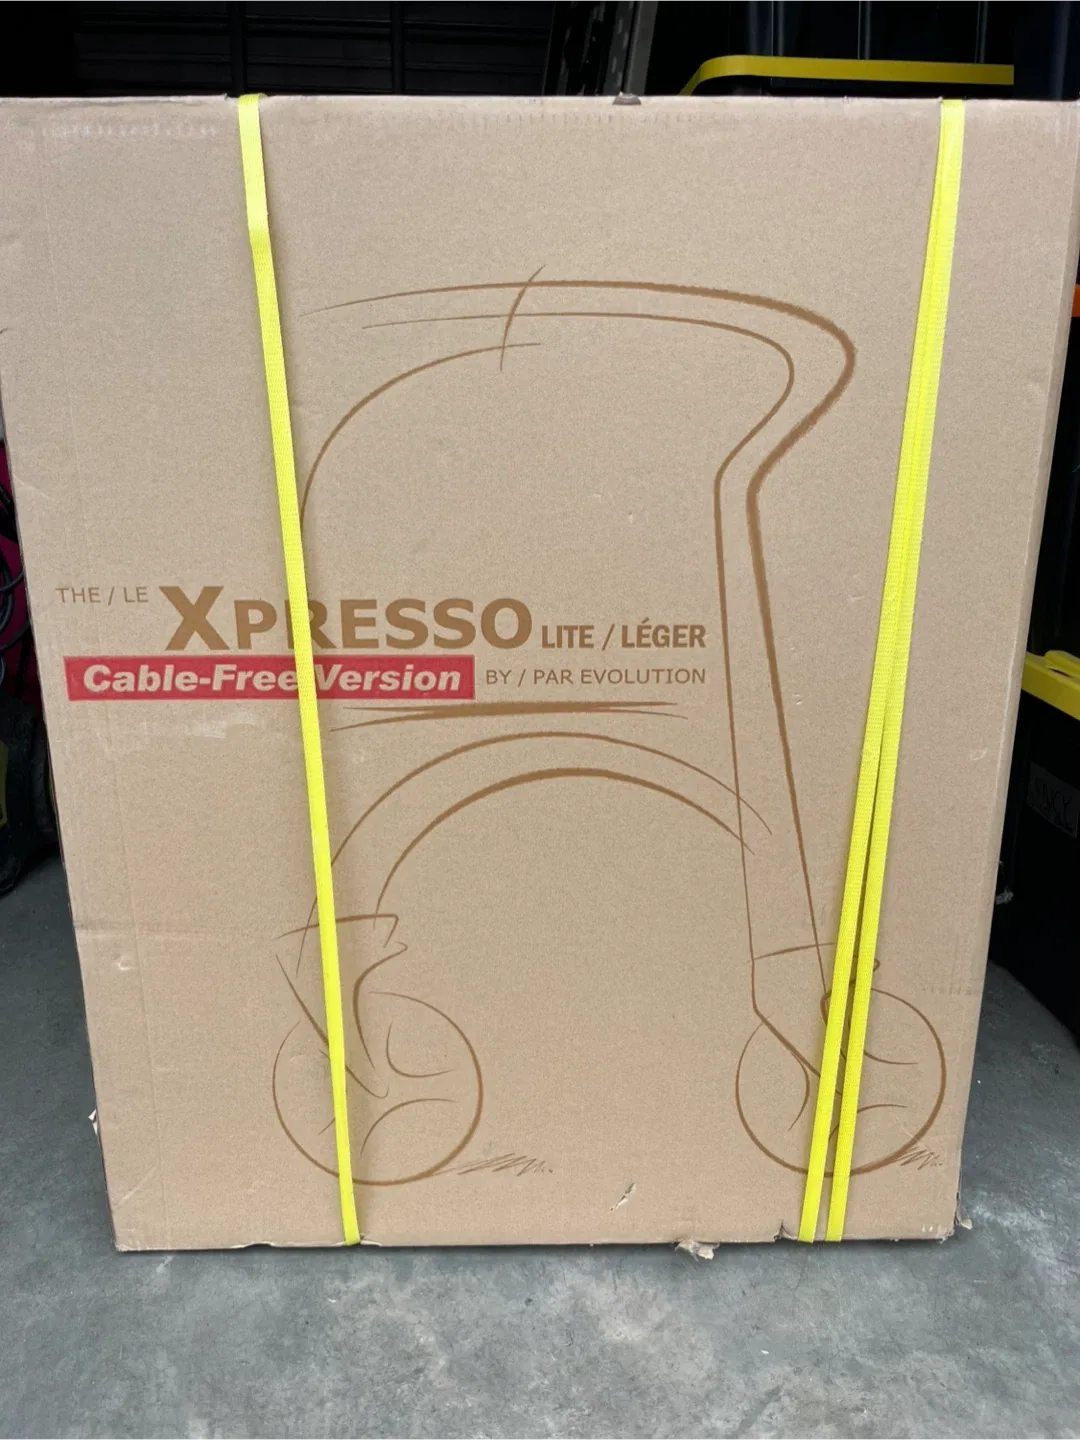 THE / LE XPRESSO LITE / LÉGER
Cable-Free Version BY / PAR EVOLUTION